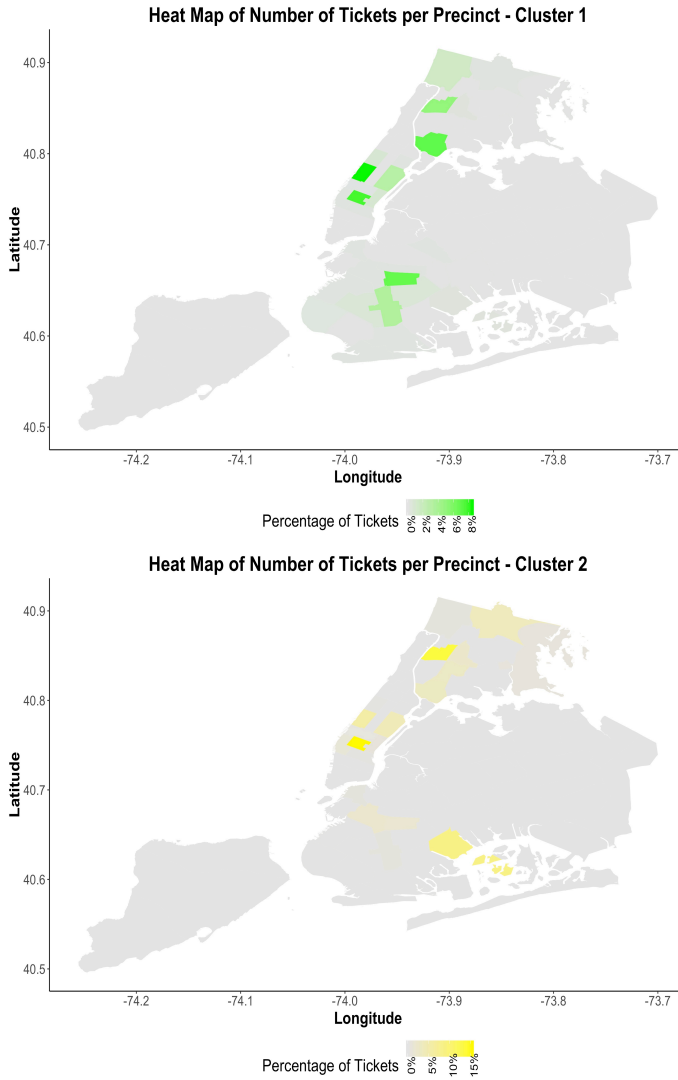 Heat Map of Number of Tickets per Precinct - Cluster 1
40.9
40.8
40.7
40.6
40.5
Latitude
-74.2 -74.1 -74.0 -73.9 -73.8 -73.7
Longitude
Percentage of Tickets 0% 2% 4% 6% 8%
Heat Map of Number of Tickets per Precinct - Cluster 2
40.9
40.8
40.7
40.6
40.5
Latitude
-74.2 -74.1 -74.0 -73.9 -73.8 -73.7
Longitude
Percentage of Tickets 0% 5% 10% 15%